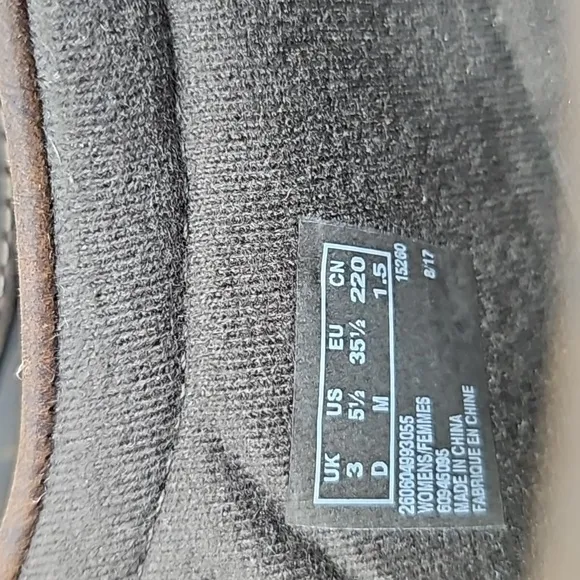 UK US EU CN
3 5½ 35½ 220
D M 1.5
260604993055 15260
WOMENS/FEMMES
60945095 8/17
MADE IN CHINA
FABRIQUE EN CHINE